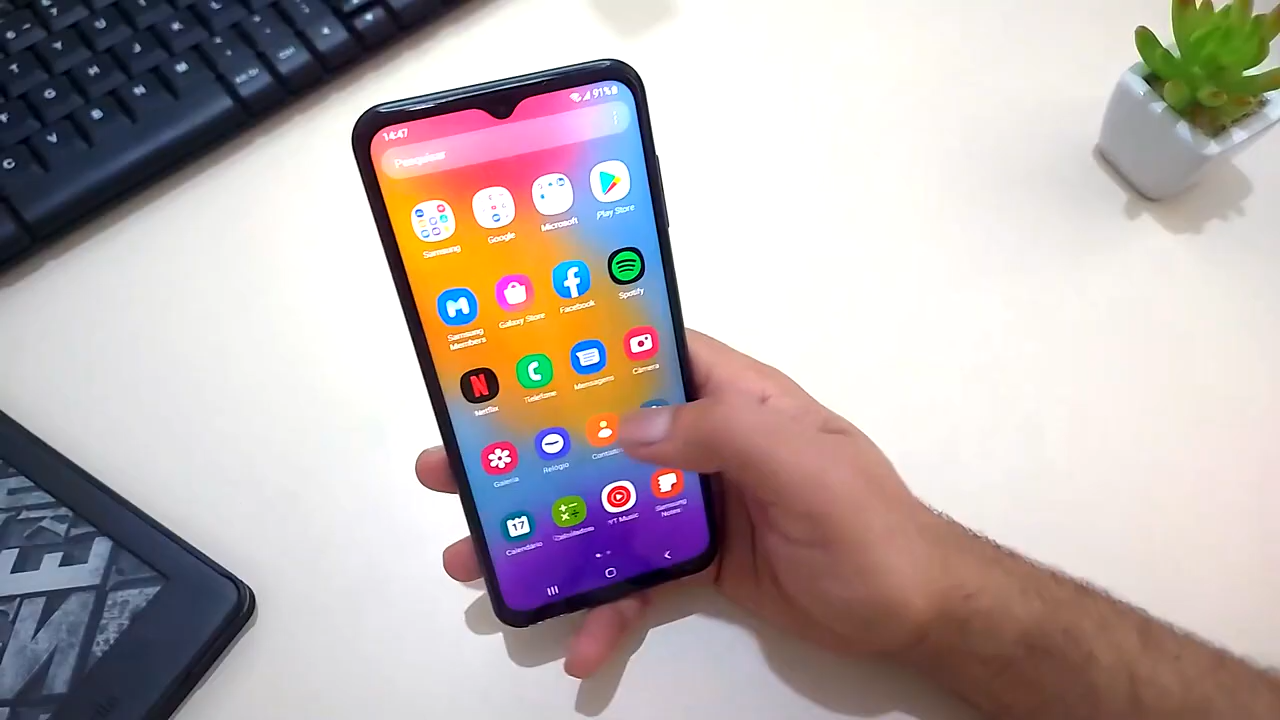 14:47
91%
Pesquisar
Samsung
Google
Microsoft
Play Store
Samsung
Members
Galaxy Store
Facebook
Spotify
Netflix
Telefone
Mensagens
Câmera
Galeria
Relógio
17
Calendário
Calculadora
YT Music
Samsung
Notes